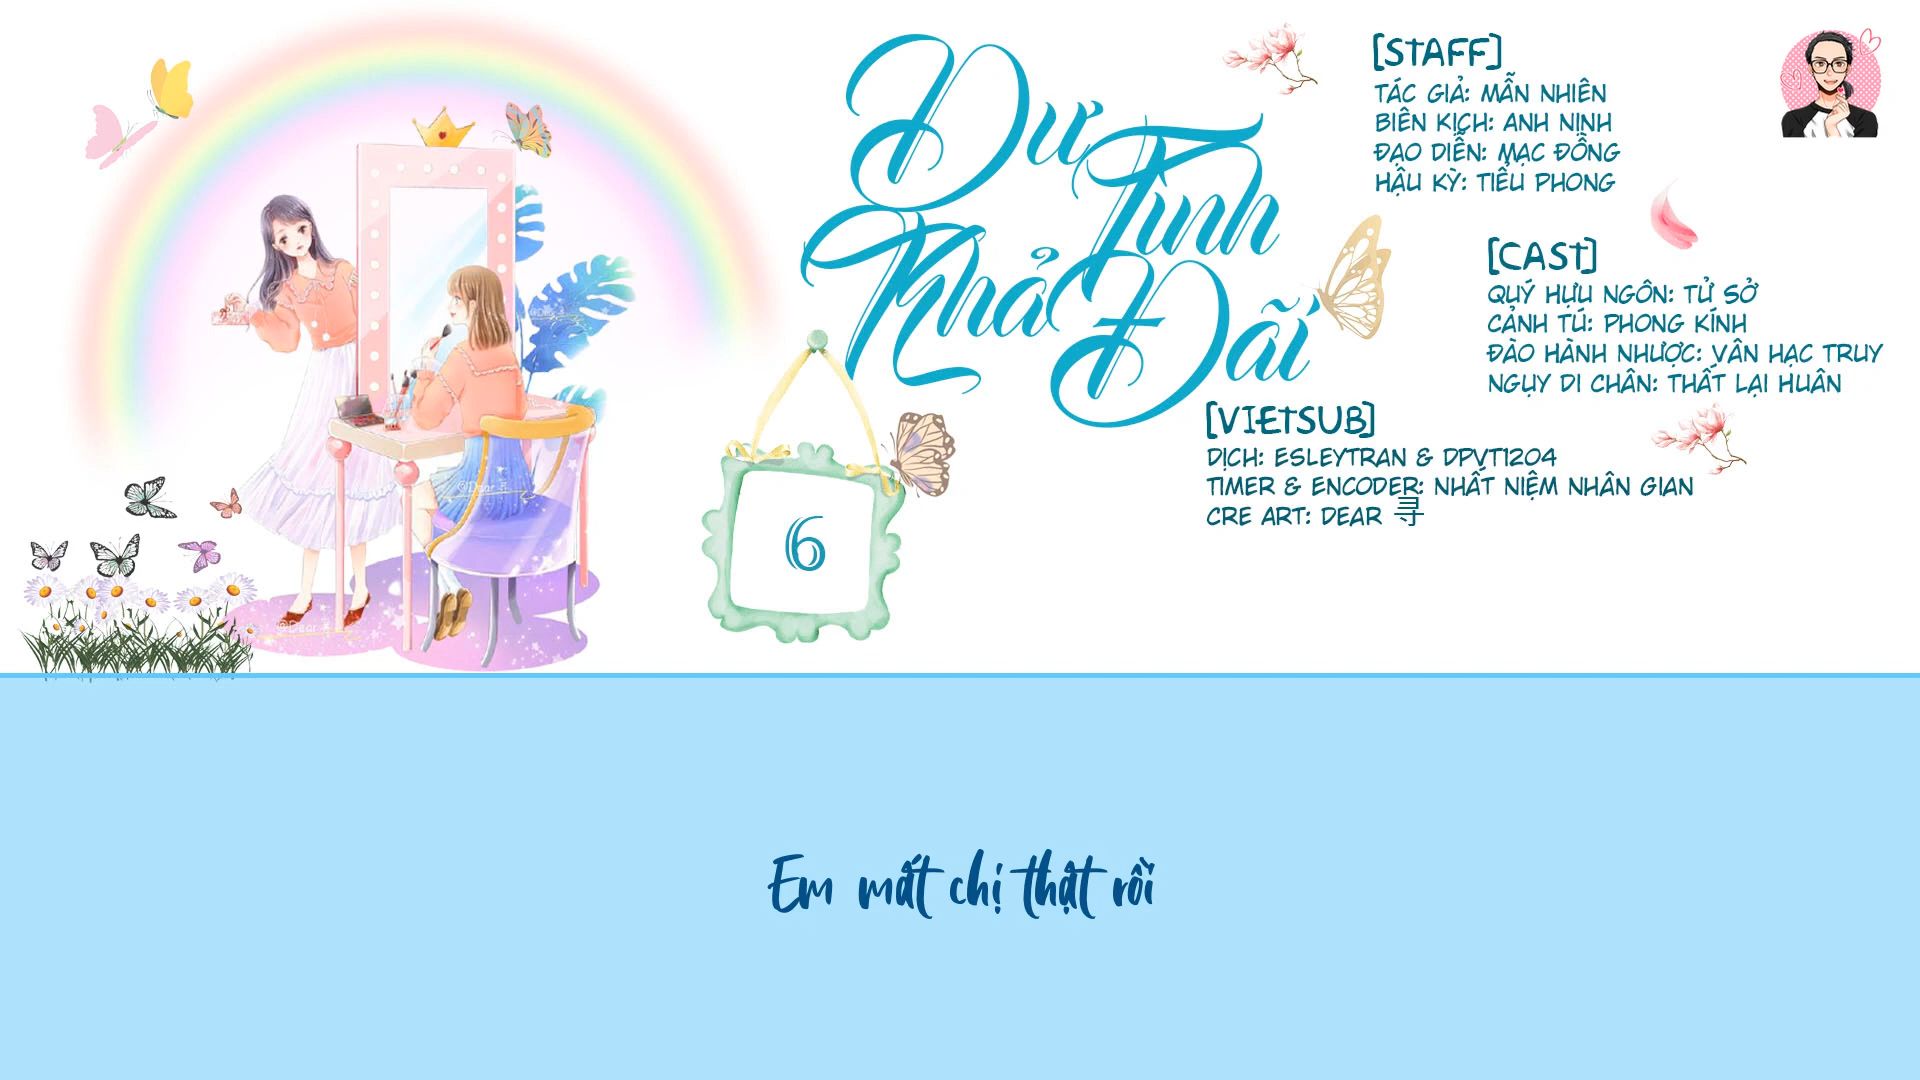 Dư Tình
Khả Đãi
[STAFF]
TÁC GIẢ: MẪN NHIÊN
BIÊN KỊCH: ANH NINH
ĐẠO DIỄN: MẠC ĐỒNG
HẬU KỲ: TIỂU PHONG
[CAST]
QUÝ HỰU NGÔN: TỬ SỞ
CẢNH TÚ: PHONG KÍNH
ĐÀO HÀNH NHƯỢC: VÂN HẠC TRUY
NGỤY DI CHÂN: THẤT LẠI HUÂN
[VIETSUB]
DỊCH: ESLEYTRAN & DPVT1204
TIMER & ENCODER: NHẤT NIỆM NHÂN GIAN
CRE ART: DEAR 寻
6
Em mất chị thật rồi